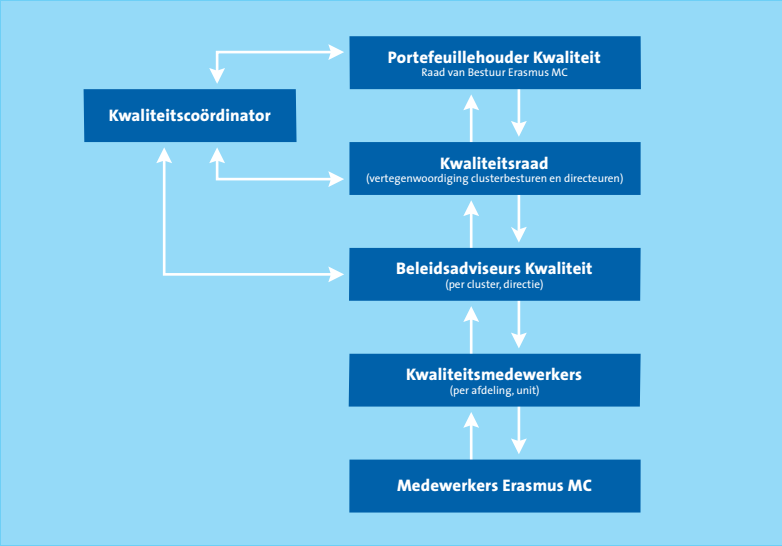 Portefeuillehouder Kwaliteit
Raad van Bestuur Erasmus MC
Kwaliteitscoördinator
Kwaliteitsraad
(vertegenwoordiging clusterbesturen en directeuren)
Beleidsadviseurs Kwaliteit
(per cluster, directie)
Kwaliteitsmedewerkers
(per afdeling, unit)
Medewerkers Erasmus MC